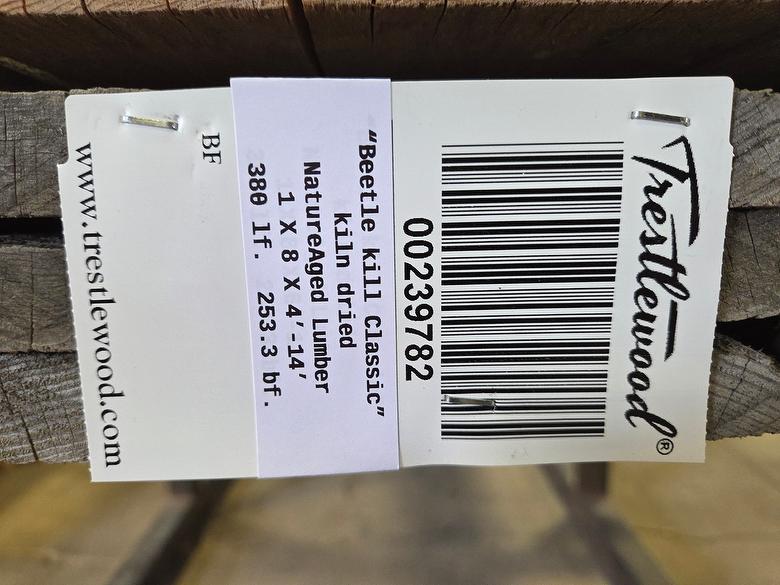 Trestlewood®
00239782
"Beetle kill Classic"
kiln dried
NatureAged Lumber
1 X 8 X 4'-14'
380 lf. 253.3 bf.
BF
www.trestlewood.com